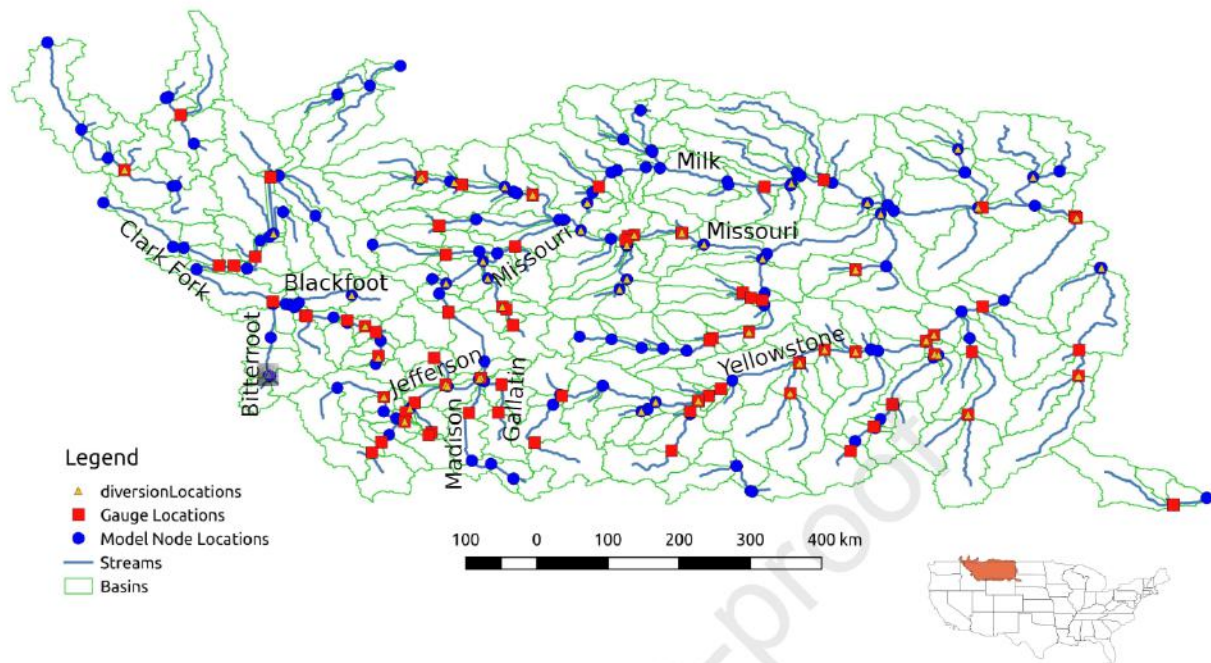 Milk
Missouri
Missouri
Clark Fork
Blackfoot
Bitterroot
Jefferson
Yellowstone
Madison
Gallatin
Legend
diversionLocations
Gauge Locations
Model Node Locations
Streams
Basins
100 0 100 200 300 400 km